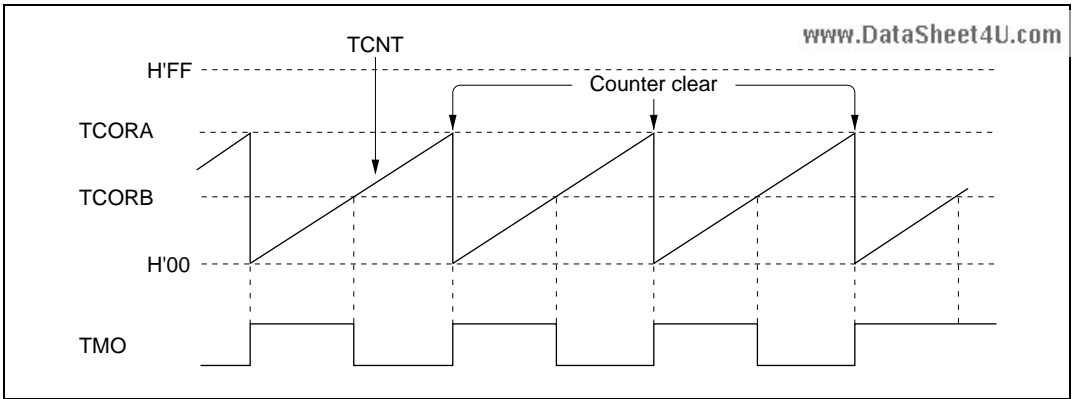 www.DataSheet4U.com
TCNT
H'FF
Counter clear
TCORA
TCORB
H'00
TMO